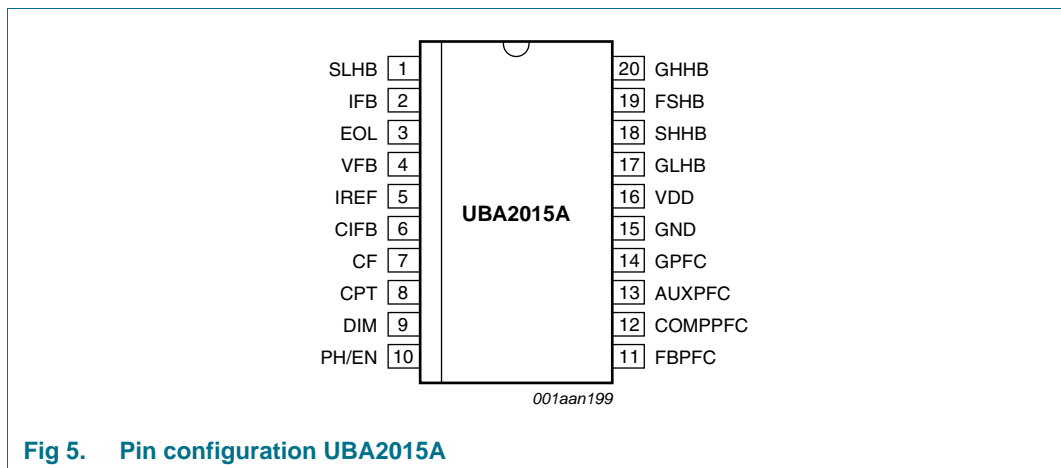 SLHB 1 20 GHHB
IFB 2 19 FSHB
EOL 3 18 SHHB
VFB 4 17 GLHB
IREF 5 16 VDD
UBA2015A
CIFB 6 15 GND
CF 7 14 GPFC
CPT 8 13 AUXPFC
DIM 9 12 COMPPFC
PH/EN 10 11 FBPFC
001aan199
Fig 5. Pin configuration UBA2015A